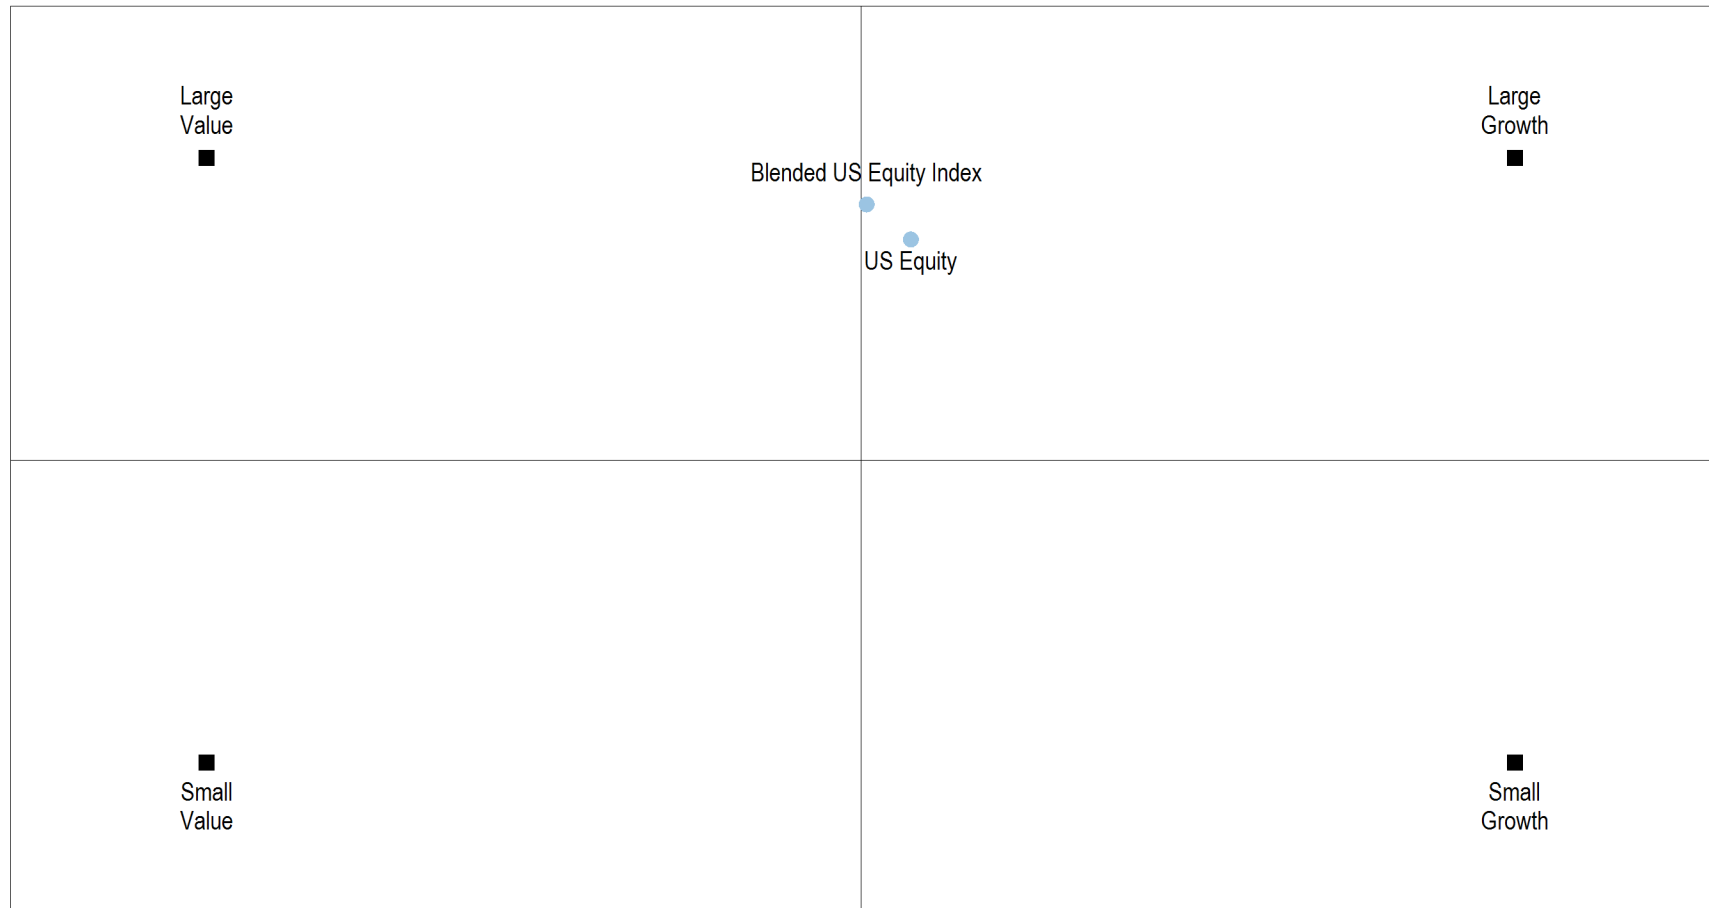 Large
Value
Large
Growth
Blended US Equity Index
US Equity
Small
Value
Small
Growth